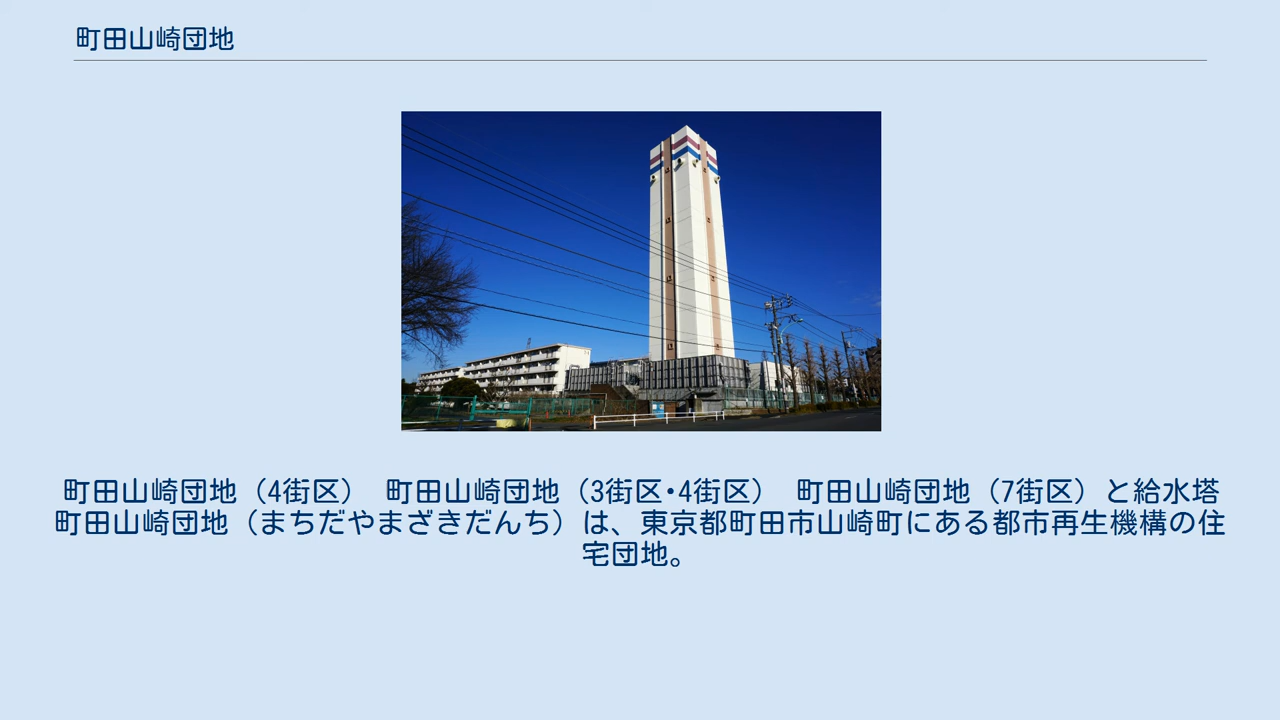 町田山崎団地
町田山崎団地（4街区） 町田山崎団地（3街区・4街区） 町田山崎団地（7街区）と給水塔
町田山崎団地（まちだやまざきだんち）は、東京都町田市山崎町にある都市再生機構の住
宅団地。